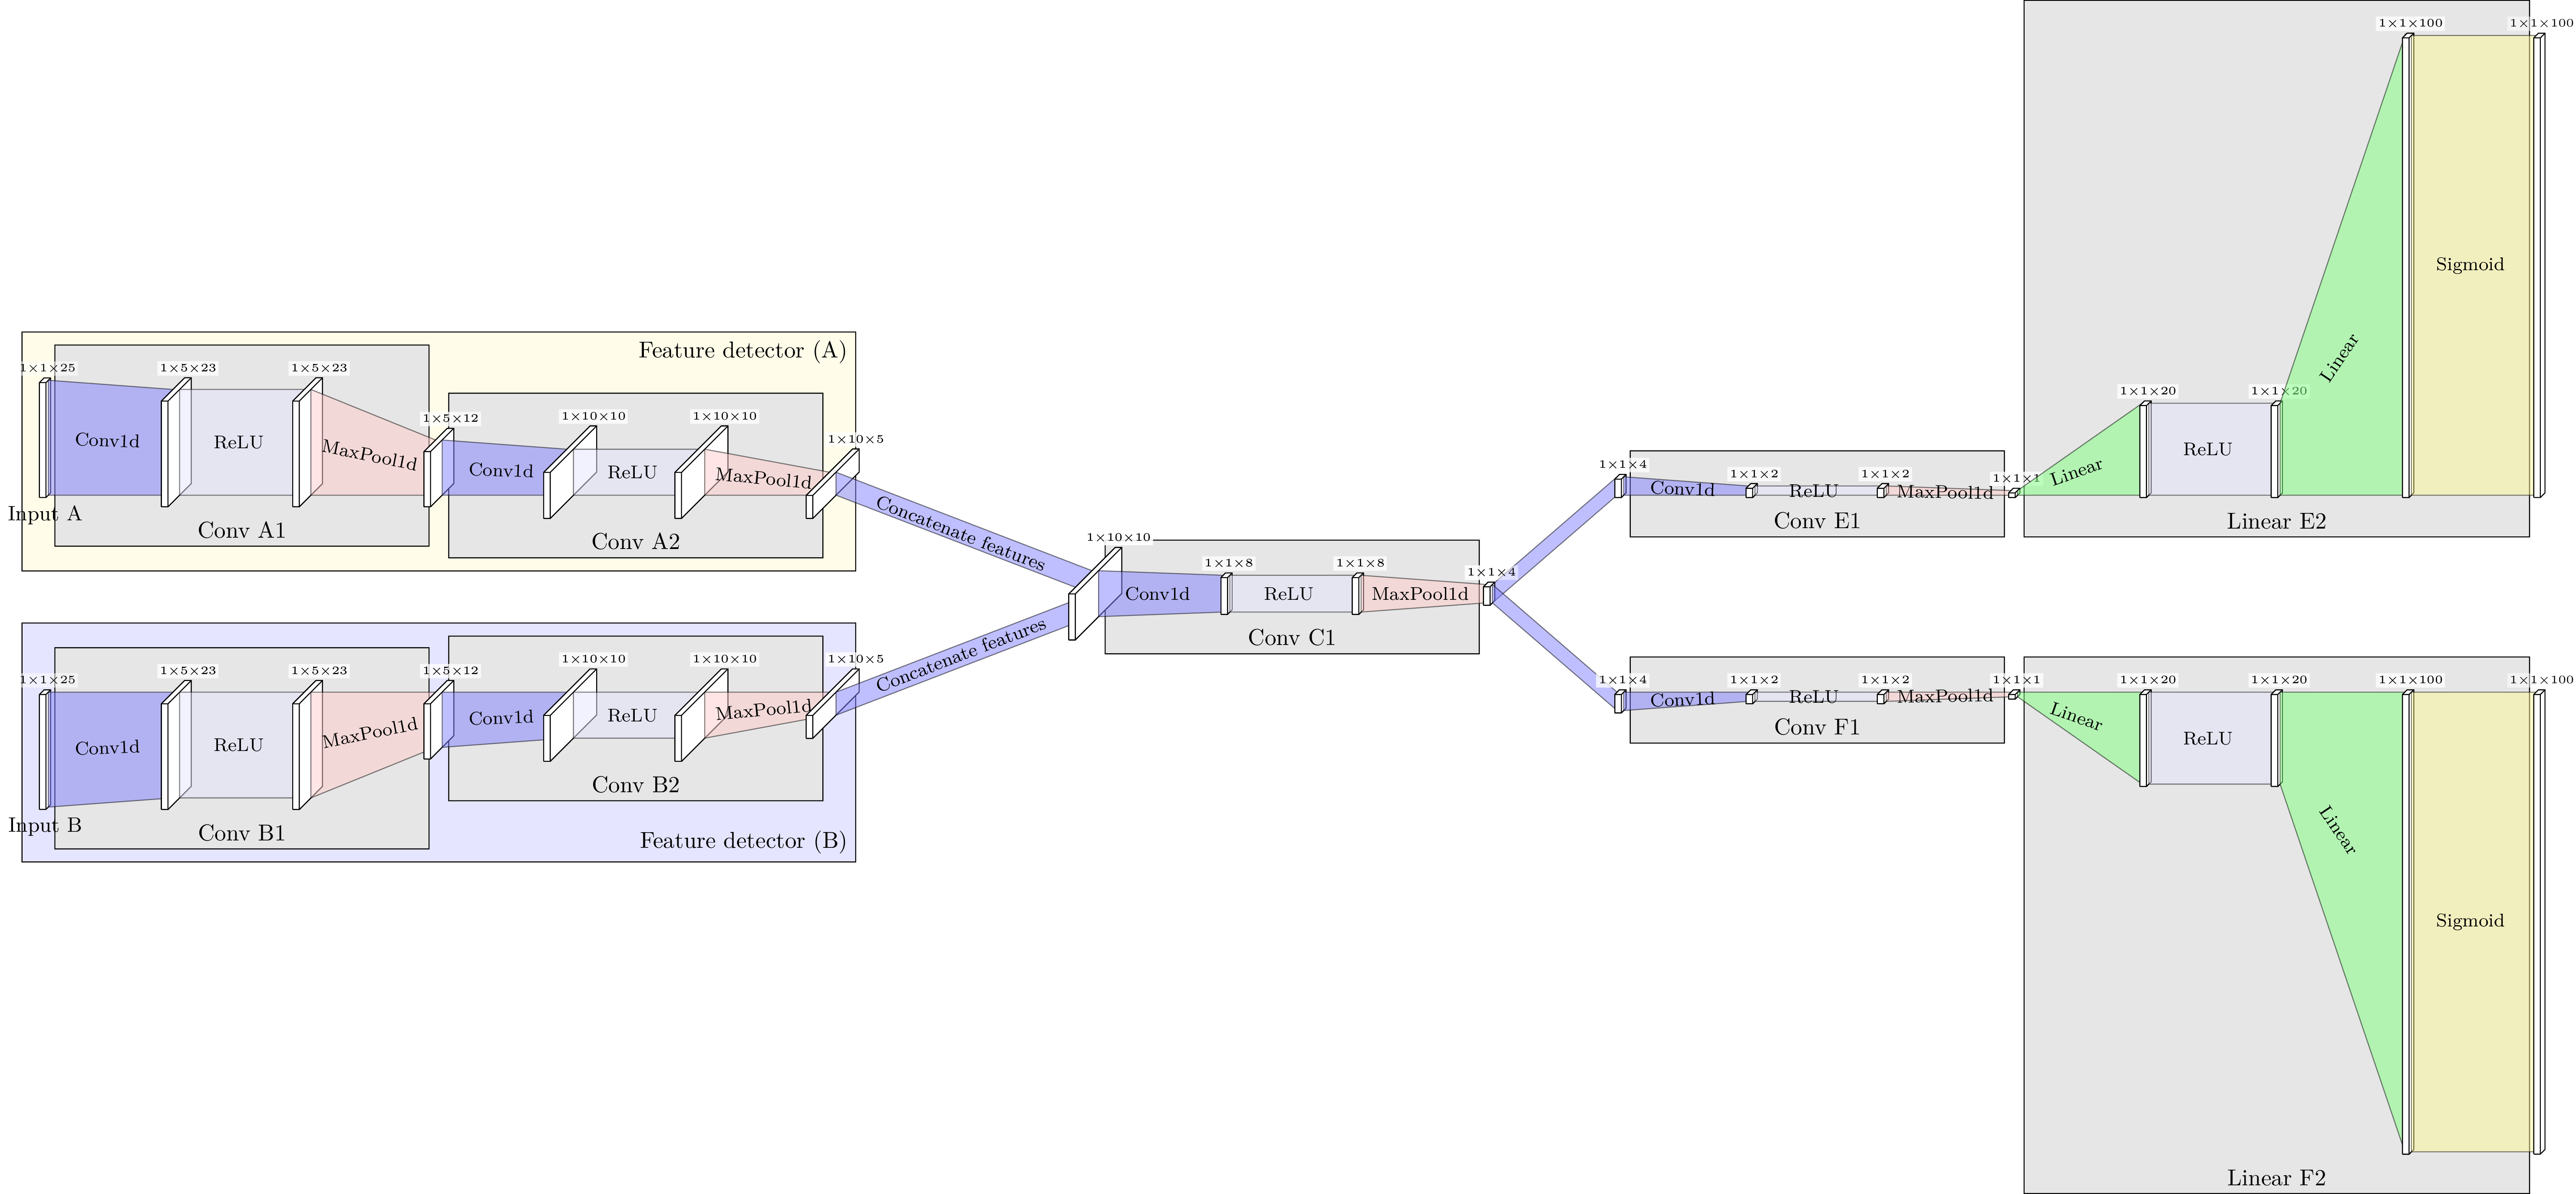 Feature detector (A)
1×1×25
1×5×23
1×5×23
1×5×12
1×10×10
1×10×10
1×10×5
Conv1d
ReLU
MaxPool1d
Conv1d
ReLU
MaxPool1d
Input A
Conv A1
Conv A2
Concatenate features
Feature detector (B)
1×1×25
1×5×23
1×5×23
1×5×12
1×10×10
1×10×10
1×10×5
Conv1d
ReLU
MaxPool1d
Conv1d
ReLU
MaxPool1d
Input B
Conv B1
Conv B2
Concatenate features
1×10×10
1×1×8
1×1×8
1×1×4
Conv1d
ReLU
MaxPool1d
Conv C1
1×1×4
1×1×2
1×1×2
1×1×1
Conv1d
ReLU
MaxPool1d
Conv E1
1×1×20
1×1×20
1×1×100
1×1×100
Linear
ReLU
Linear
Sigmoid
Linear E2
1×1×4
1×1×2
1×1×2
1×1×1
Conv1d
ReLU
MaxPool1d
Conv F1
1×1×20
1×1×20
1×1×100
1×1×100
Linear
ReLU
Linear
Sigmoid
Linear F2